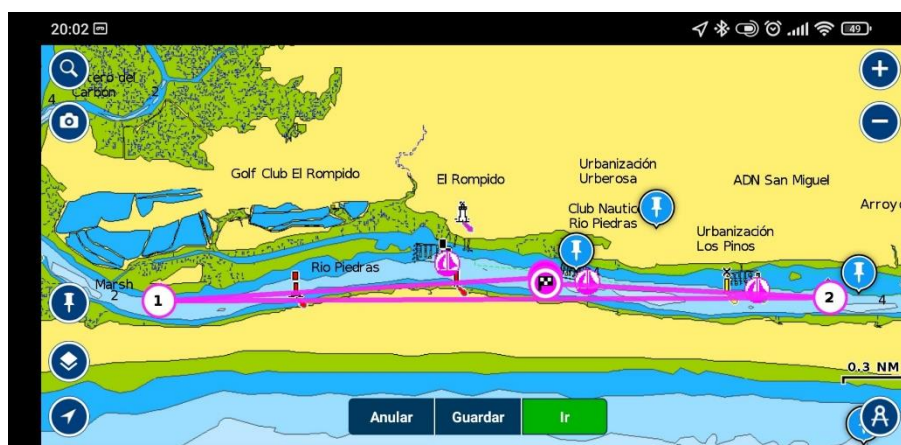 20:02
49
tero del
Carbón
2
4
Golf Club El Rompido
El Rompido
Urbanización
Urberosa
ADN San Miguel
Club Nautic
Rio Piedras
Arroy
Urbanización
Los Pinos
Rio Piedras
Marsh
2
1
4
2
4
0.3 NM
Anular
Guardar
Ir